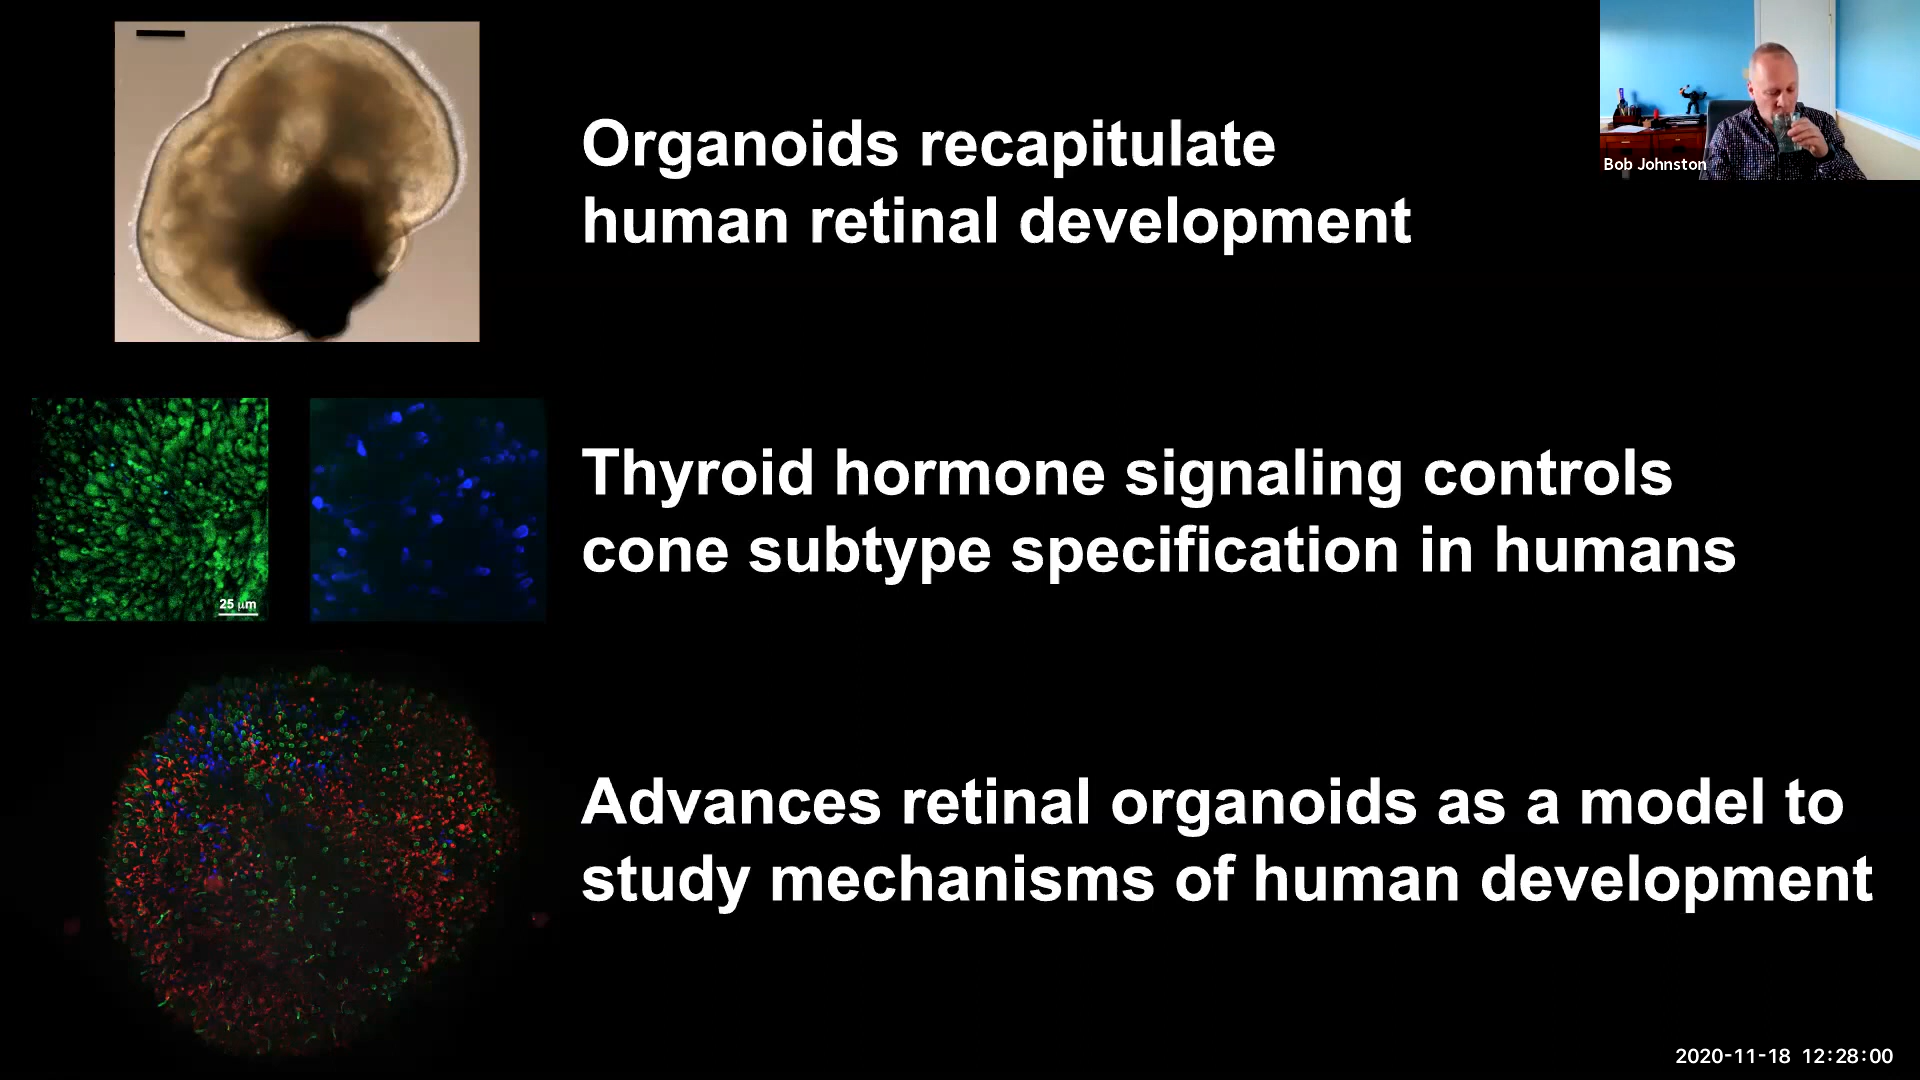 Organoids recapitulate
human retinal development
Bob Johnston
Thyroid hormone signaling controls
cone subtype specification in humans
25 µm
Advances retinal organoids as a model to
study mechanisms of human development
2020-11-18 12:28:00